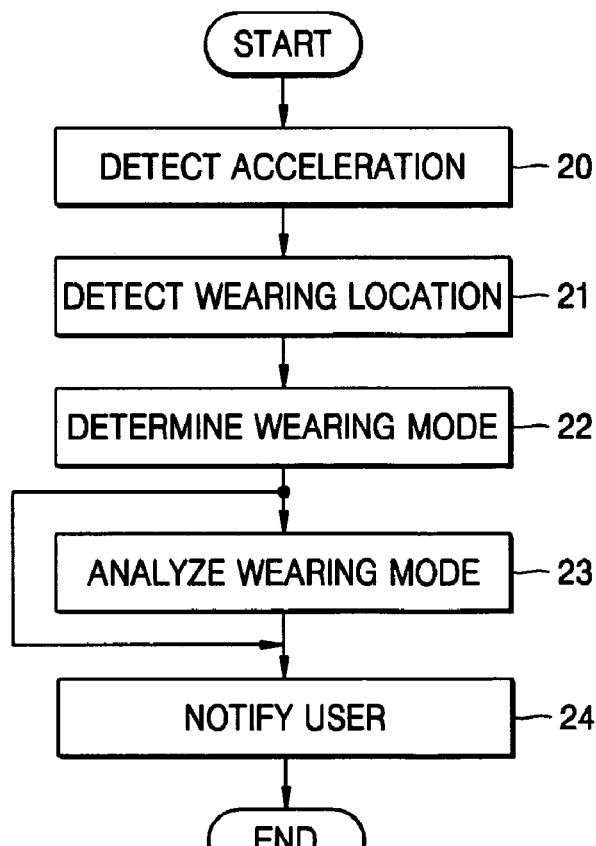 START
DETECT ACCELERATION 20
DETECT WEARING LOCATION 21
DETERMINE WEARING MODE 22
ANALYZE WEARING MODE 23
NOTIFY USER 24
END